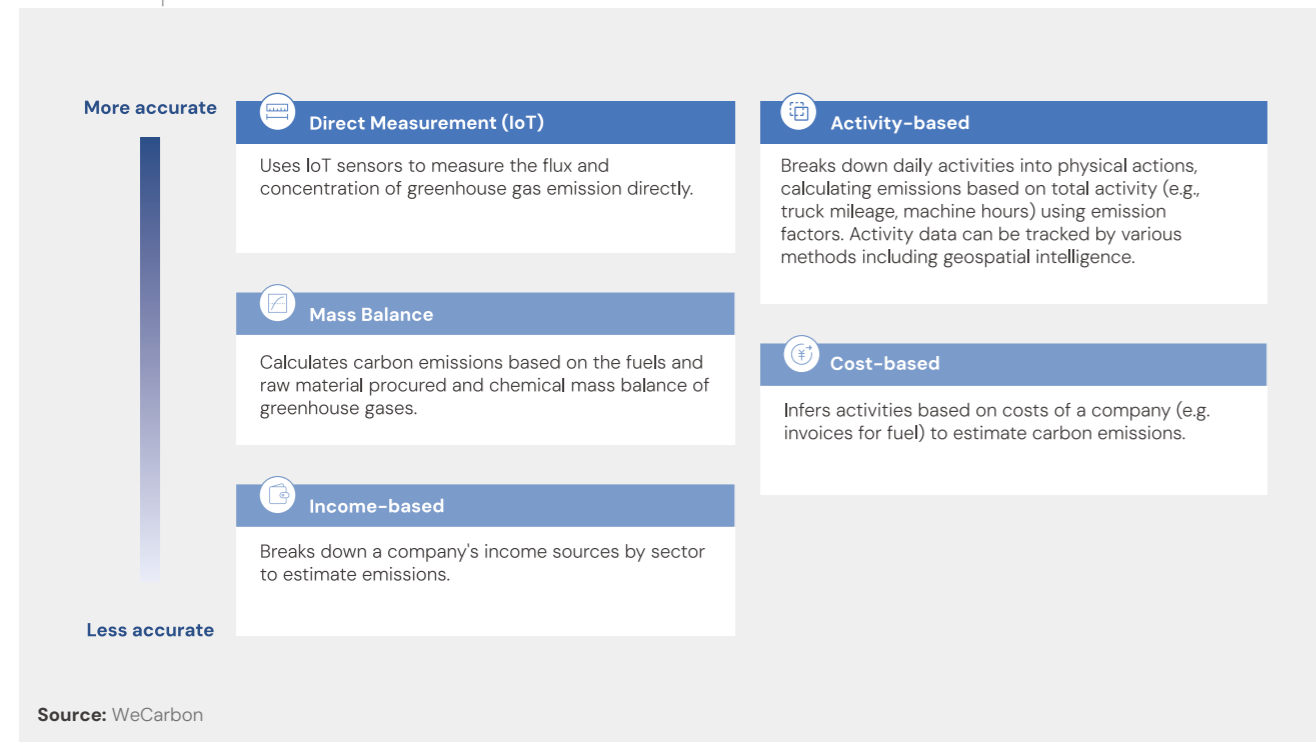 More accurate
Direct Measurement (IoT)
Uses IoT sensors to measure the flux and
concentration of greenhouse gas emission directly.
Activity-based
Breaks down daily activities into physical actions,
calculating emissions based on total activity (e.g.,
truck mileage, machine hours) using emission
factors. Activity data can be tracked by various
methods including geospatial intelligence.
Mass Balance
Calculates carbon emissions based on the fuels and
raw material procured and chemical mass balance of
greenhouse gases.
Cost-based
Infers activities based on costs of a company (e.g.
invoices for fuel) to estimate carbon emissions.
Income-based
Breaks down a company's income sources by sector
to estimate emissions.
Less accurate
Source: WeCarbon